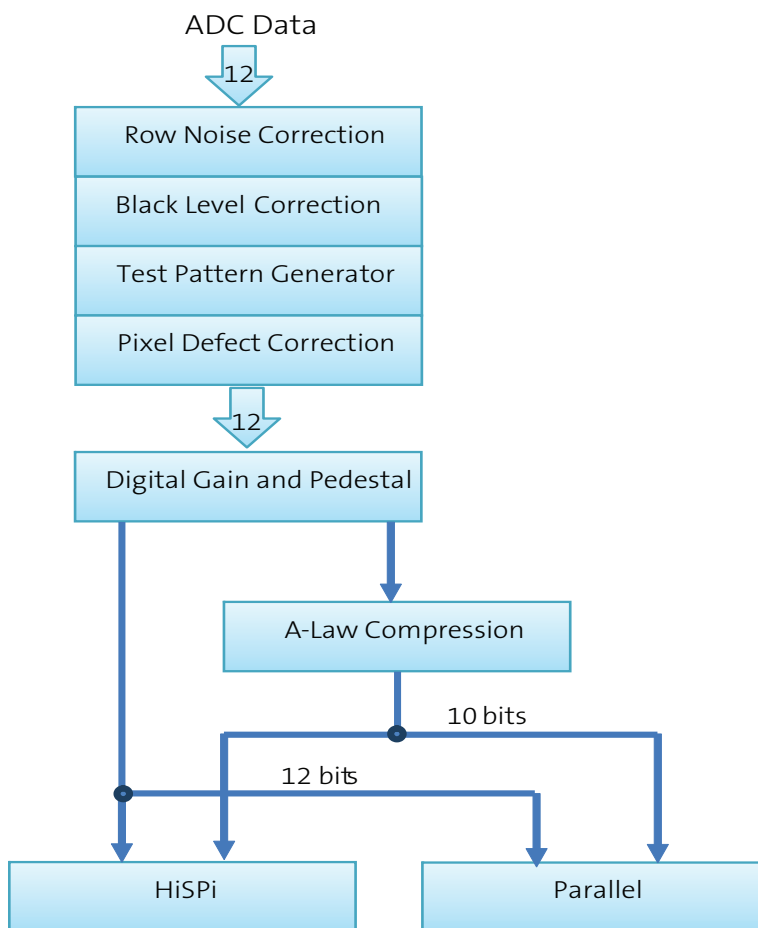 ADC Data
12
Row Noise Correction
Black Level Correction
Test Pattern Generator
Pixel Defect Correction
12
Digital Gain and Pedestal
A-Law Compression
10 bits
12 bits
HiSPi
Parallel